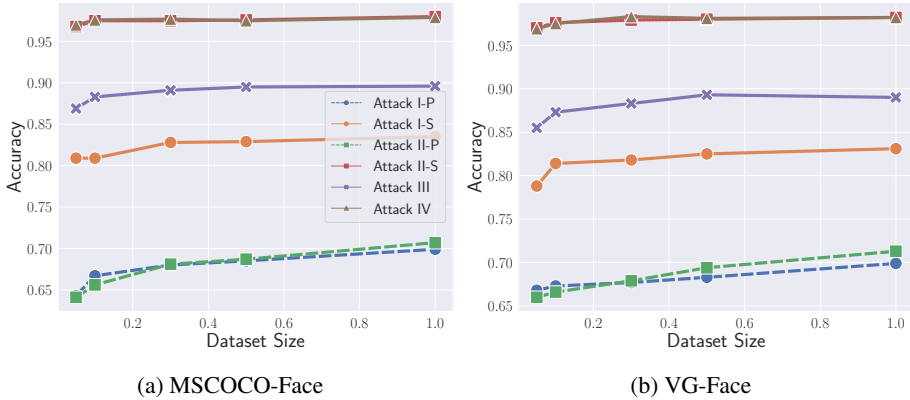 0.95
0.90
0.85
0.80
0.75
0.70
0.65
Accuracy
0.2
0.4
0.6
0.8
1.0
Dataset Size
Attack I-P
Attack I-S
Attack II-P
Attack II-S
Attack III
Attack IV
(a) MSCOCO-Face
0.95
0.90
0.85
0.80
0.75
0.70
0.65
Accuracy
0.2
0.4
0.6
0.8
1.0
Dataset Size
(b) VG-Face